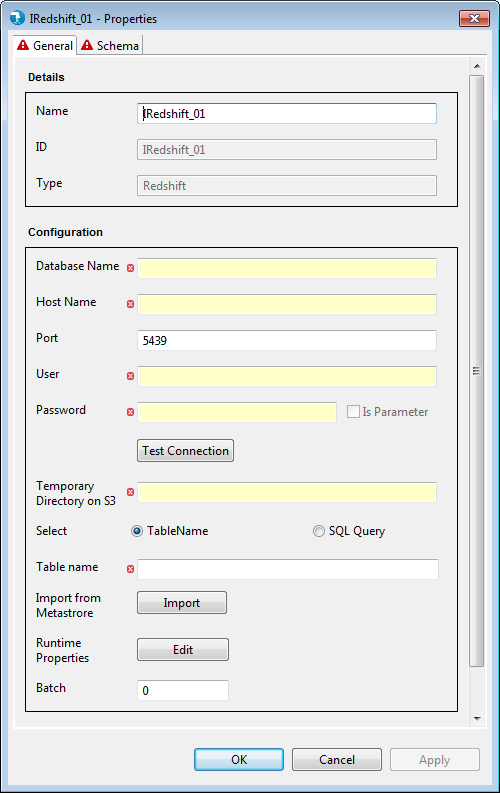 IRedshift_01 - Properties
General Schema
Details
Name IRedshift_01
ID IRedshift_01
Type Redshift
Configuration
Database Name
Host Name
Port 5439
User
Password Is Parameter
Test Connection
Temporary
Directory on S3
Select TableName SQL Query
Table name
Import from
Metastrore
Import
Runtime
Properties
Edit
Batch 0
OK Cancel Apply